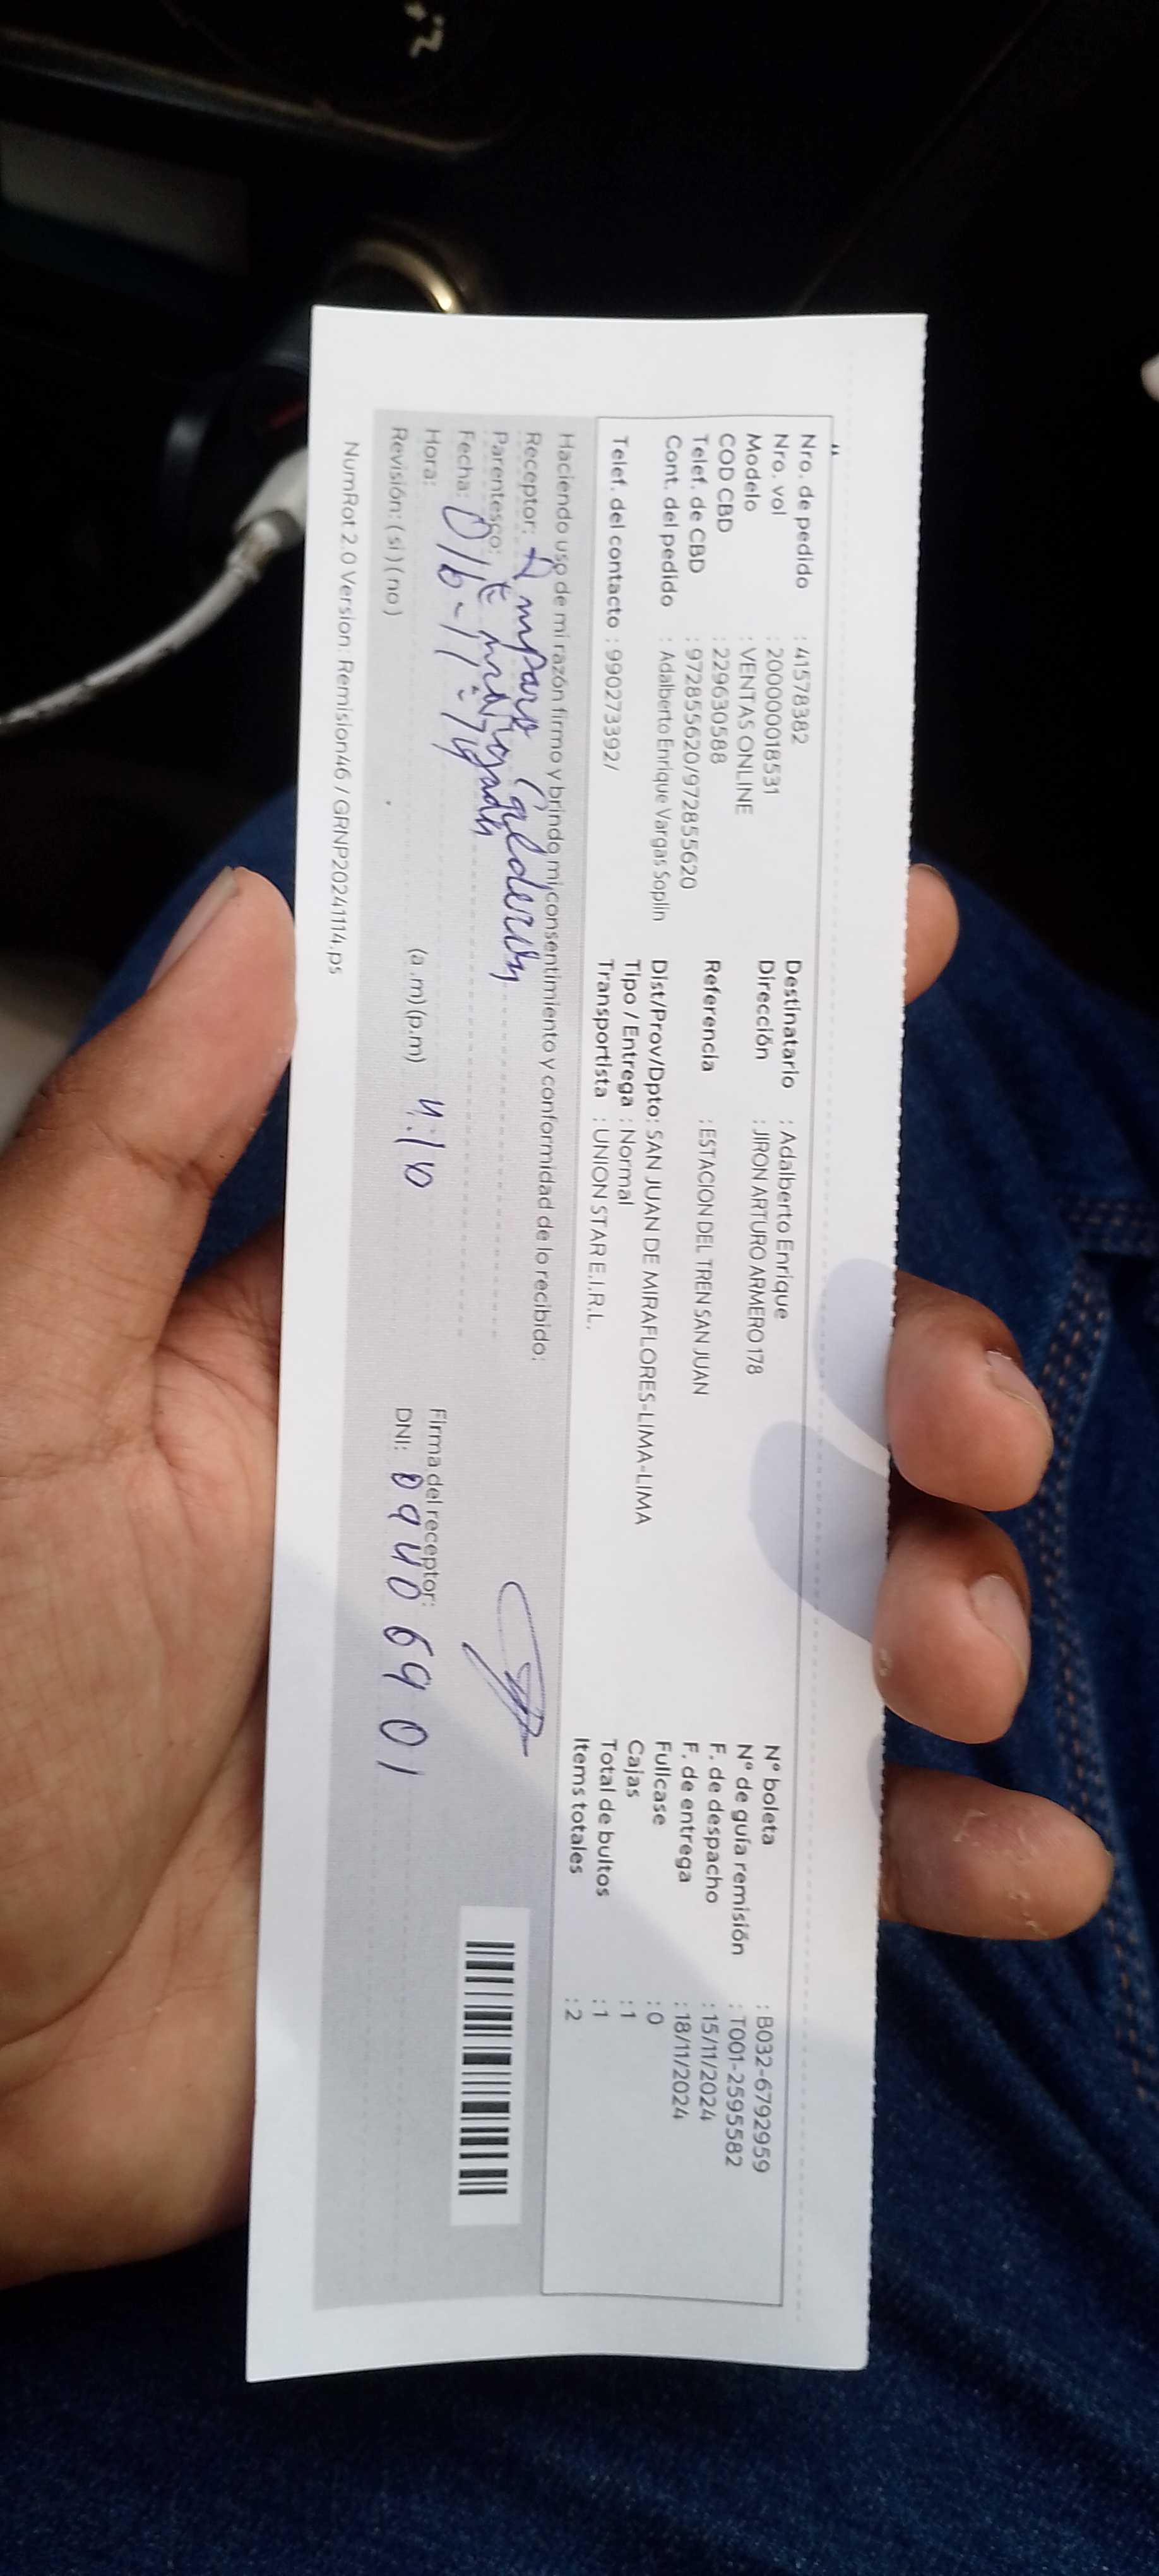 Nro. de pedido : 41578382
Nro. vol : 200000018531
Modelo : VENTAS ONLINE
COD CBD : 229630588
Telef. de CBD : 972855620/972855620
Cont. del pedido : Adalberto Enrique Vargas Soplin
Telef. del contacto : 990273392/
Destinatario : Adalberto Enrique
Dirección : JIRON ARTURO ARMERO 178
Referencia : ESTACION DEL TREN SAN JUAN
Dist/Prov/Dpto: SAN JUAN DE MIRAFLORES-LIMA-LIMA
Tipo / Entrega : Normal
Transportista : UNION STAR E.I.R.L.
N° boleta : B032-6792959
N° de guía remisión : T001-2595582
F. de despacho : 15/11/2024
F. de entrega : 18/11/2024
Fullcase : 0
Cajas : 1
Total de bultos : 1
Items totales : 2
Haciendo uso de mi razón firmo y brindo mi consentimiento y conformidad de lo recibido:
Receptor: Amparo Calderon
Parentesco:
Fecha:
Hora: (a.m)(p.m) 4:10
Revisión: (si) (no)
Firma del receptor:
DNI: 09406901
NumRot 2.0 Version: Remision46 / GRNP20241114.ps